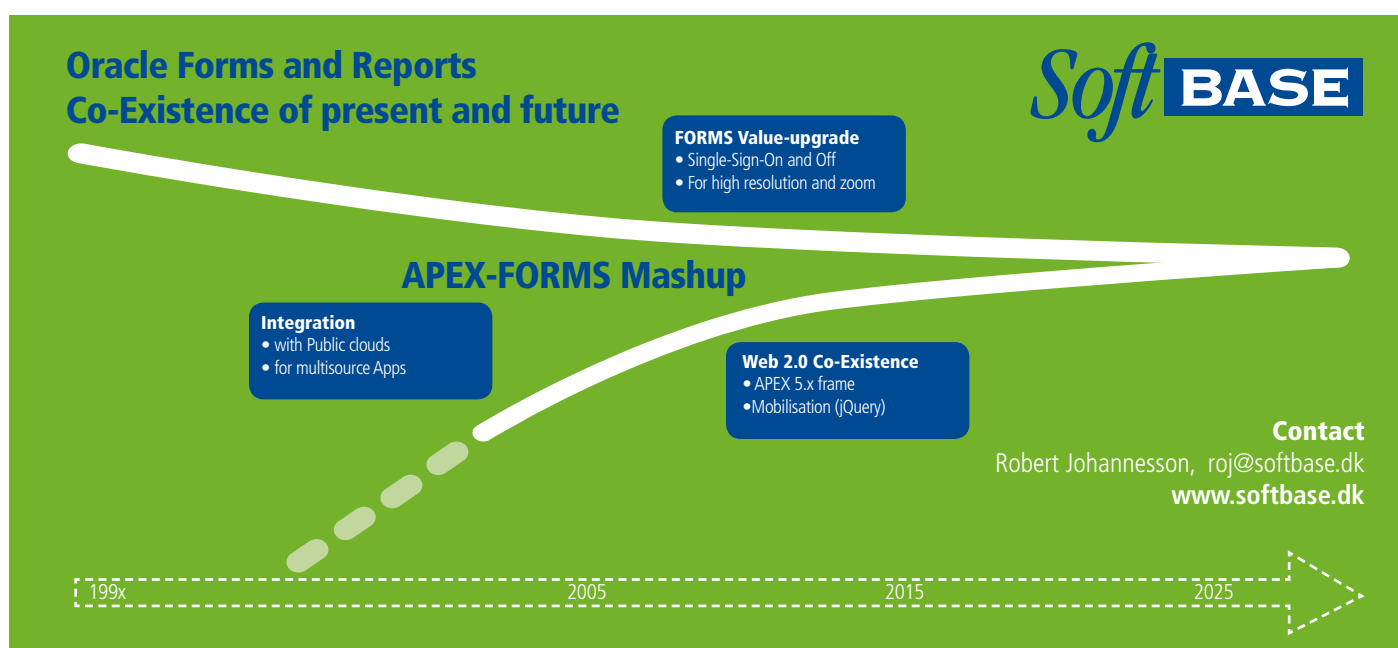 Oracle Forms and Reports
Co-Existence of present and future
Soft BASE
FORMS Value-upgrade
• Single-Sign-On and Off
• For high resolution and zoom
APEX-FORMS Mashup
Integration
• with Public clouds
• for multisource Apps
Web 2.0 Co-Existence
• APEX 5.x frame
•Mobilisation (jQuery)
Contact
Robert Johannesson, roj@softbase.dk
www.softbase.dk
199x 2005 2015 2025